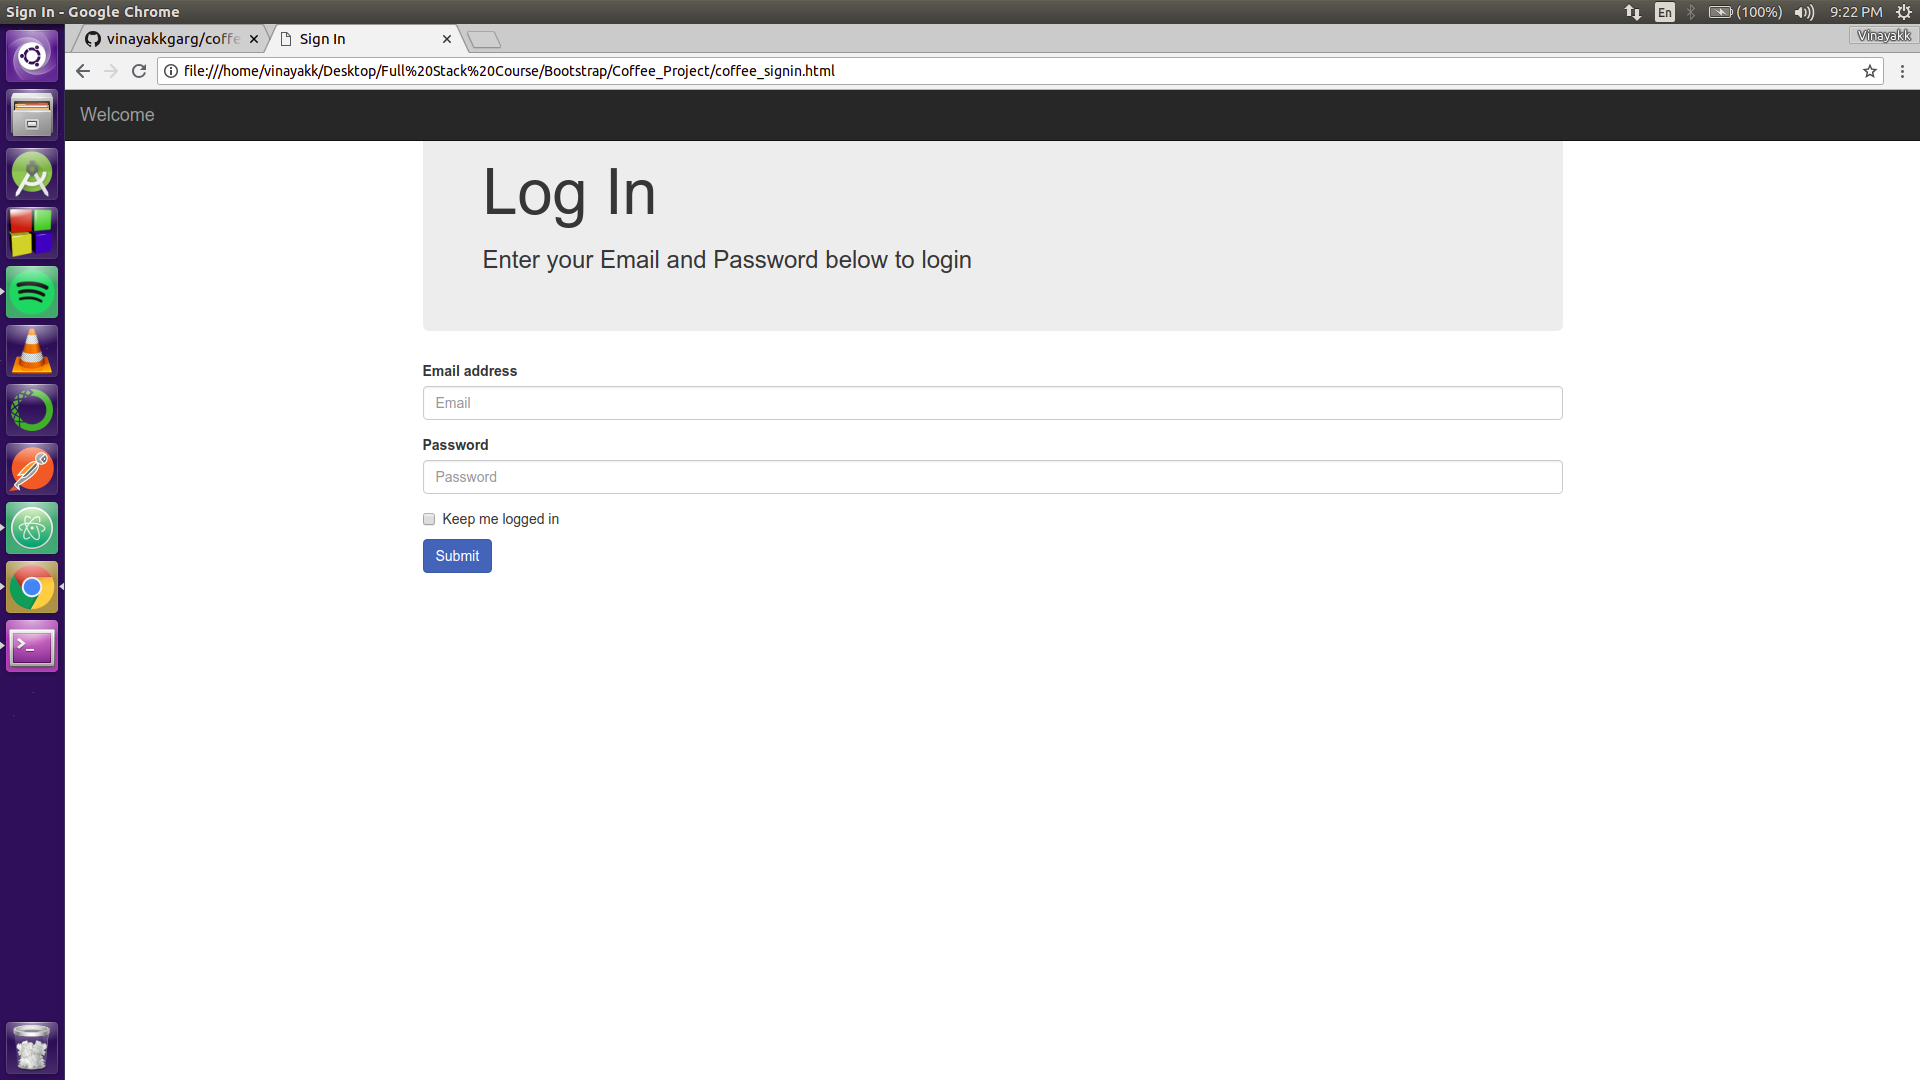 Sign In - Google Chrome
En
(100%)
9:22 PM
vinayakkgarg/coffe
Sign In
Vinayakk
file:///home/vinayakk/Desktop/Full%20Stack%20Course/Bootstrap/Coffee_Project/coffee_signin.html
Welcome
Log In
Enter your Email and Password below to login
Email address
Email
Password
Password
Keep me logged in
Submit